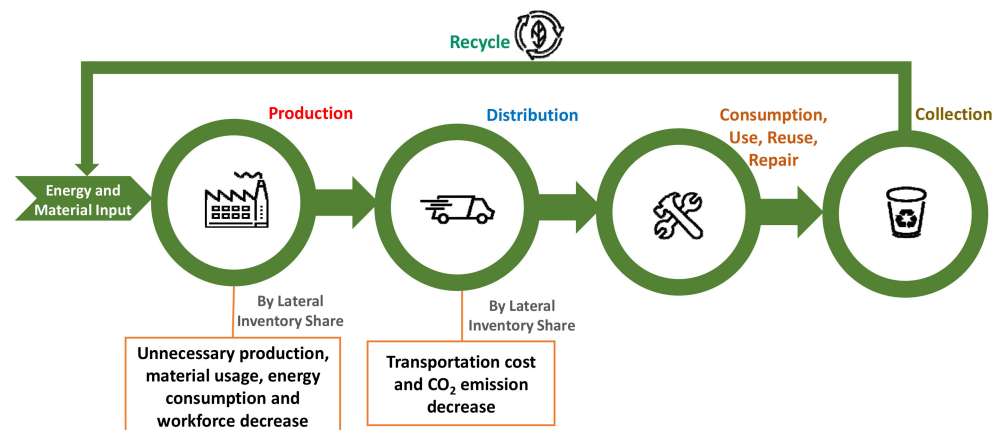 Recycle
Production
Distribution
Consumption,
Use, Reuse,
Repair
Collection
Energy and
Material Input
By Lateral
Inventory Share
By Lateral
Inventory Share
Unnecessary production,
material usage, energy
consumption and
workforce decrease
Transportation cost
and CO₂ emission
decrease